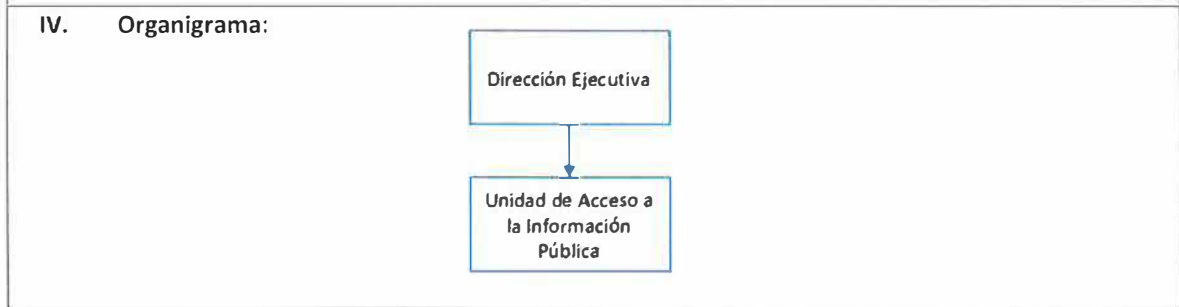 IV. Organigrama:
Dirección Ejecutiva
Unidad de Acceso a
la Información
Pública